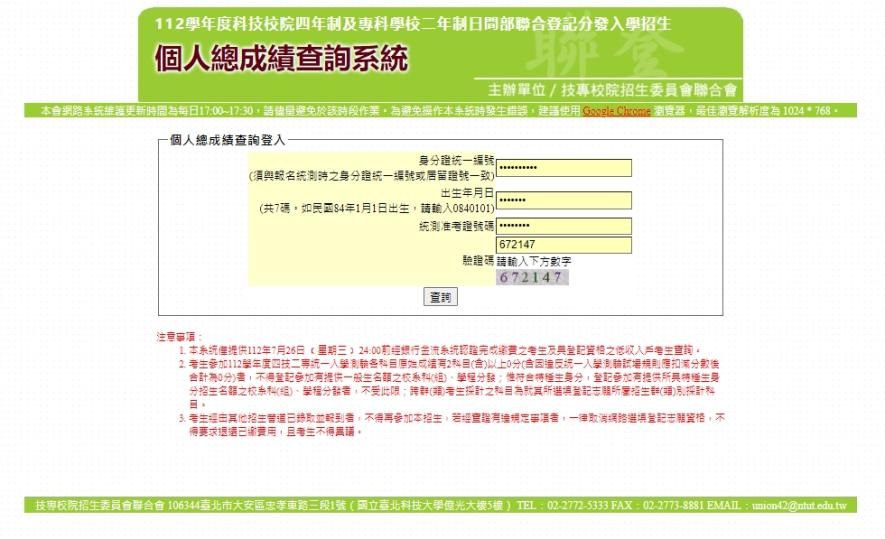 112學年度科技校院四年制及專科學校二年制日間部聯合登記分發入學招生
聯登
個人總成績查詢系統
主辦單位 / 技專校院招生委員會聯合會
本會網路系統維護更新時間為每日17:00~17:30，請儘量避免於該時段作業。為避免操作本系統時發生錯誤，建議使用 Google Chrome 瀏覽器，最佳瀏覽解析度為 1024 * 768。
個人總成績查詢登入
身分證統一編號
(須與報名統測時之身分證統一編號或居留證號一致)
••••••••••
出生年月日
(共7碼，如民國84年1月1日出生，請輸入0840101)
•••••••
統測准考證號碼
••••••••
672147
驗證碼 請輸入下方數字
672147
查詢
注意事項：
1. 本系統僅提供112年7月26日（星期三）24:00前經銀行金流系統認證完成繳費之考生及具登記資格之低收入戶考生查詢。
2. 考生參加112學年度四技二專統一入學測驗各科目原始成績有2科目(含)以上0分(含因違反統一入學測驗試場規則應扣減分數後
合計為0分)者，不得登記參加有提供一般生名額之校系科(組)、學程分發；惟符合特種生身分，登記參加有提供所具特種生身
分招生名額之校系科(組)、學程分發者，不受此限；跨群(類)考生採計之科目為就其所選填登記志願所屬招生群(類)別採計科
目。
3. 考生經由其他招生管道已錄取並報到者，不得再參加本招生，若經查證有違規定事項者，一律取消網路選填登記志願資格，不
得要求退還已繳費用，且考生不得異議。
技專校院招生委員會聯合會 106344臺北市大安區忠孝東路三段1號（國立臺北科技大學億光大樓5樓） TEL：02-2772-5333 FAX：02-2773-8881 EMAIL：union42@ntut.edu.tw